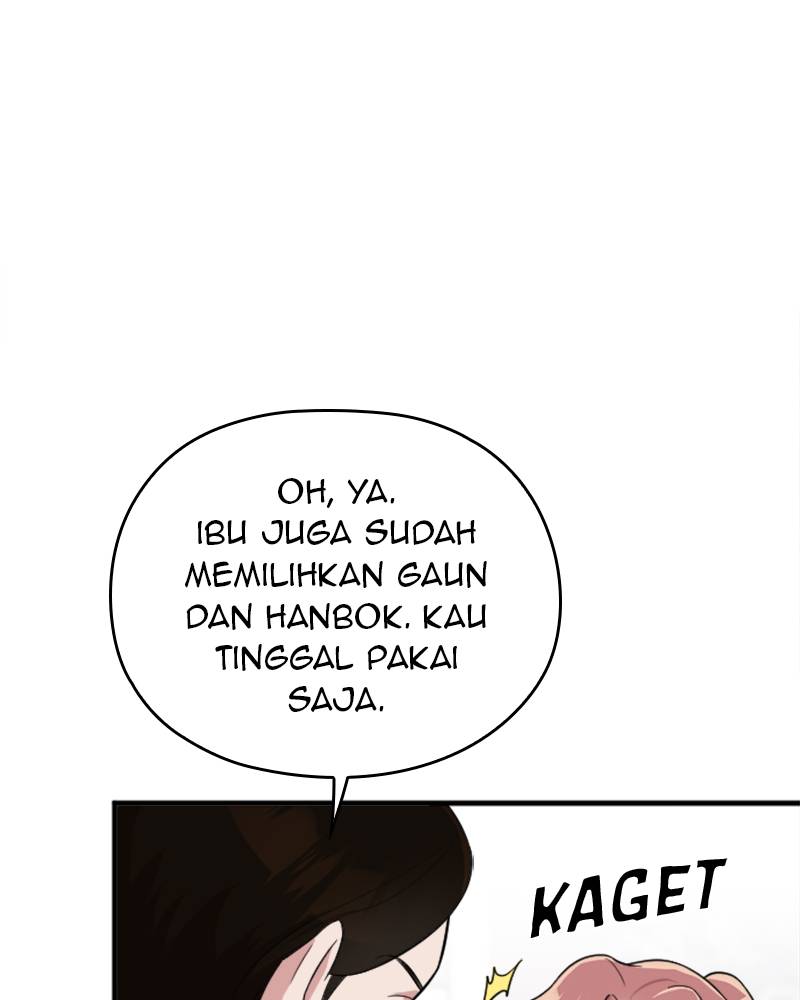 OH, YA.
IBU JUGA SUDAH
MEMILIHKAN GAUN
DAN HANBOK. KAU
TINGGAL PAKAI
SAJA.
KAGET